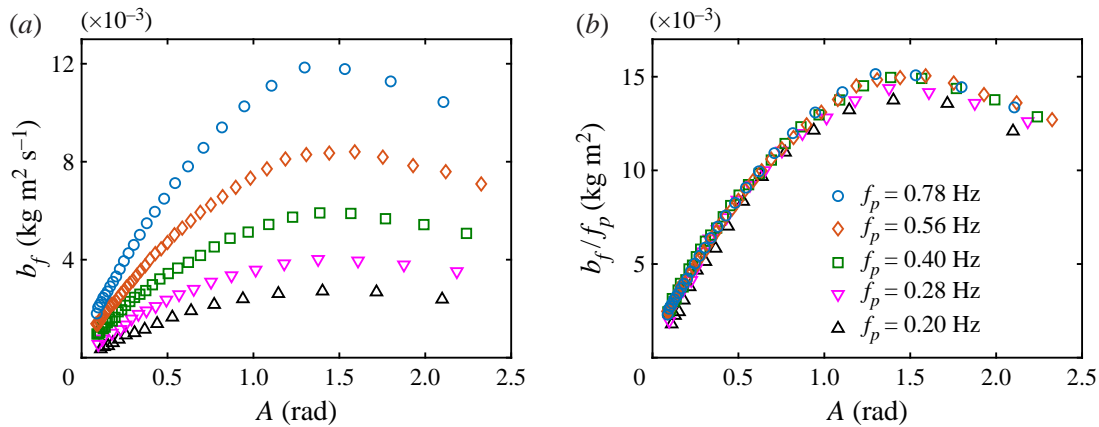 (a)
(×10⁻³)
12
8
4
0
0.5
1.0
1.5
2.0
2.5
b_f (kg m² s⁻¹)
A (rad)
(b)
(×10⁻³)
15
10
5
0
0.5
1.0
1.5
2.0
2.5
b_f/f_p (kg m²)
A (rad)
f_p = 0.78 Hz
f_p = 0.56 Hz
f_p = 0.40 Hz
f_p = 0.28 Hz
f_p = 0.20 Hz